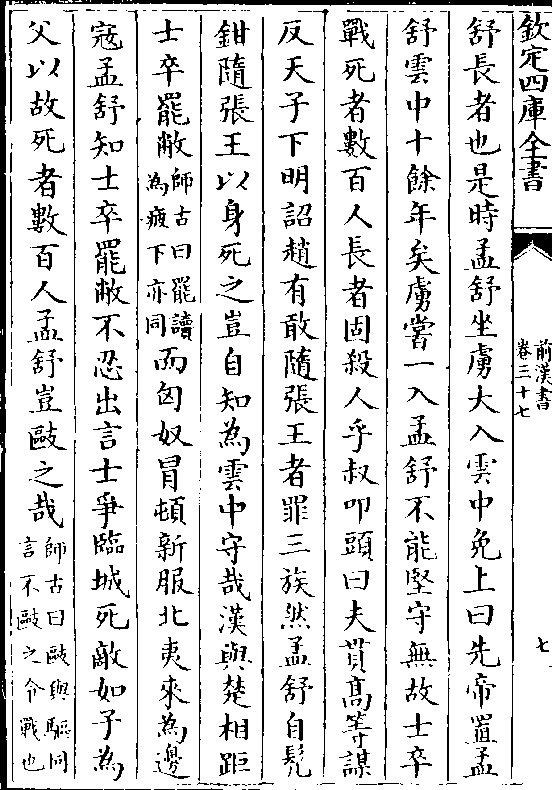 欽定四庫全書
前漢書
卷三十七
七
舒長者也是時孟舒坐虜大入雲中免上曰先帝置孟
舒雲中十餘年矣虜嘗一入孟舒不能堅守無故士卒
戰死者數百人長者固殺人乎叔叩頭曰夫貫髙等謀
反天子下明詔趙有敢隨張王者罪三族然孟舒自髠
鉗隨張王以身死之豈自知為雲中守哉漢與楚相距
士卒罷敝師古曰罷讀為疲下亦同而匈奴冒頓新服北夷來為邊
寇孟舒知士卒罷敝不忍出言士爭臨城死敵如子為
父以故死者數百人孟舒豈敺之哉師古曰敺與驅同言不敺之令戰也